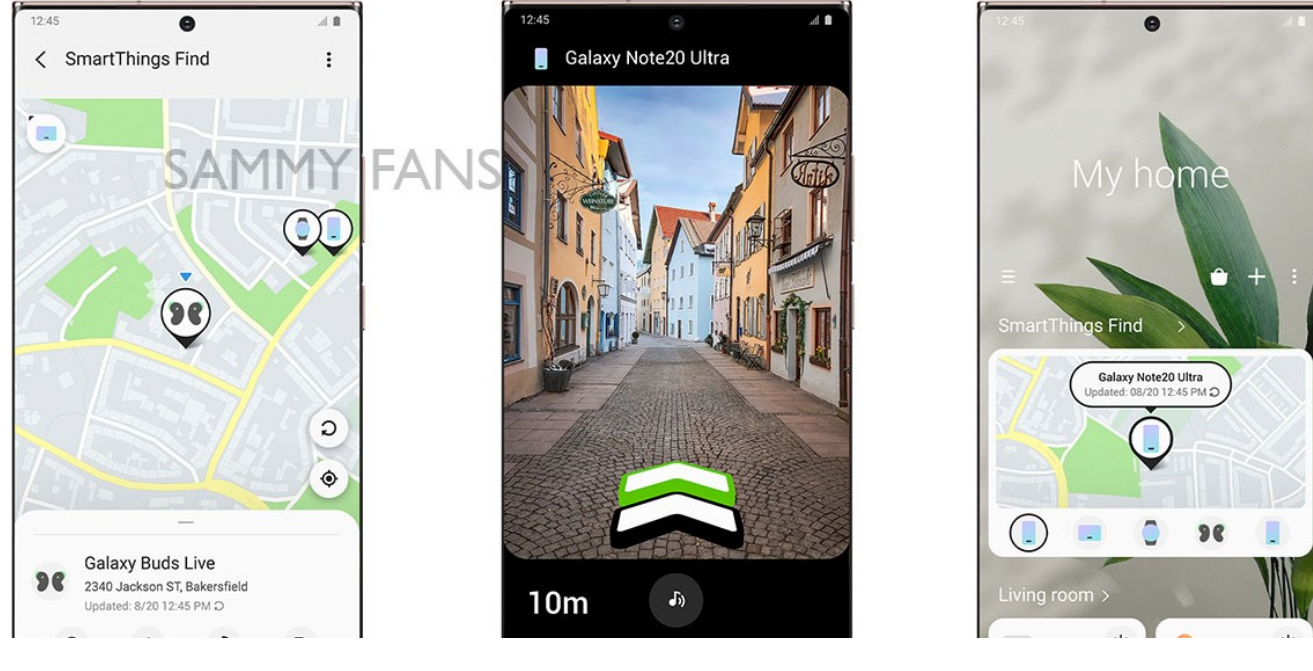 12:45
SmartThings Find
SAMMY FANS
Galaxy Buds Live
2340 Jackson ST, Bakersfield
Updated: 8/20 12:45 PM
12:45
Galaxy Note20 Ultra
WEINSTUBE
Antik
10m
12:45
My home
SmartThings Find >
Galaxy Note20 Ultra
Updated: 08/20 12:45 PM
Living room >